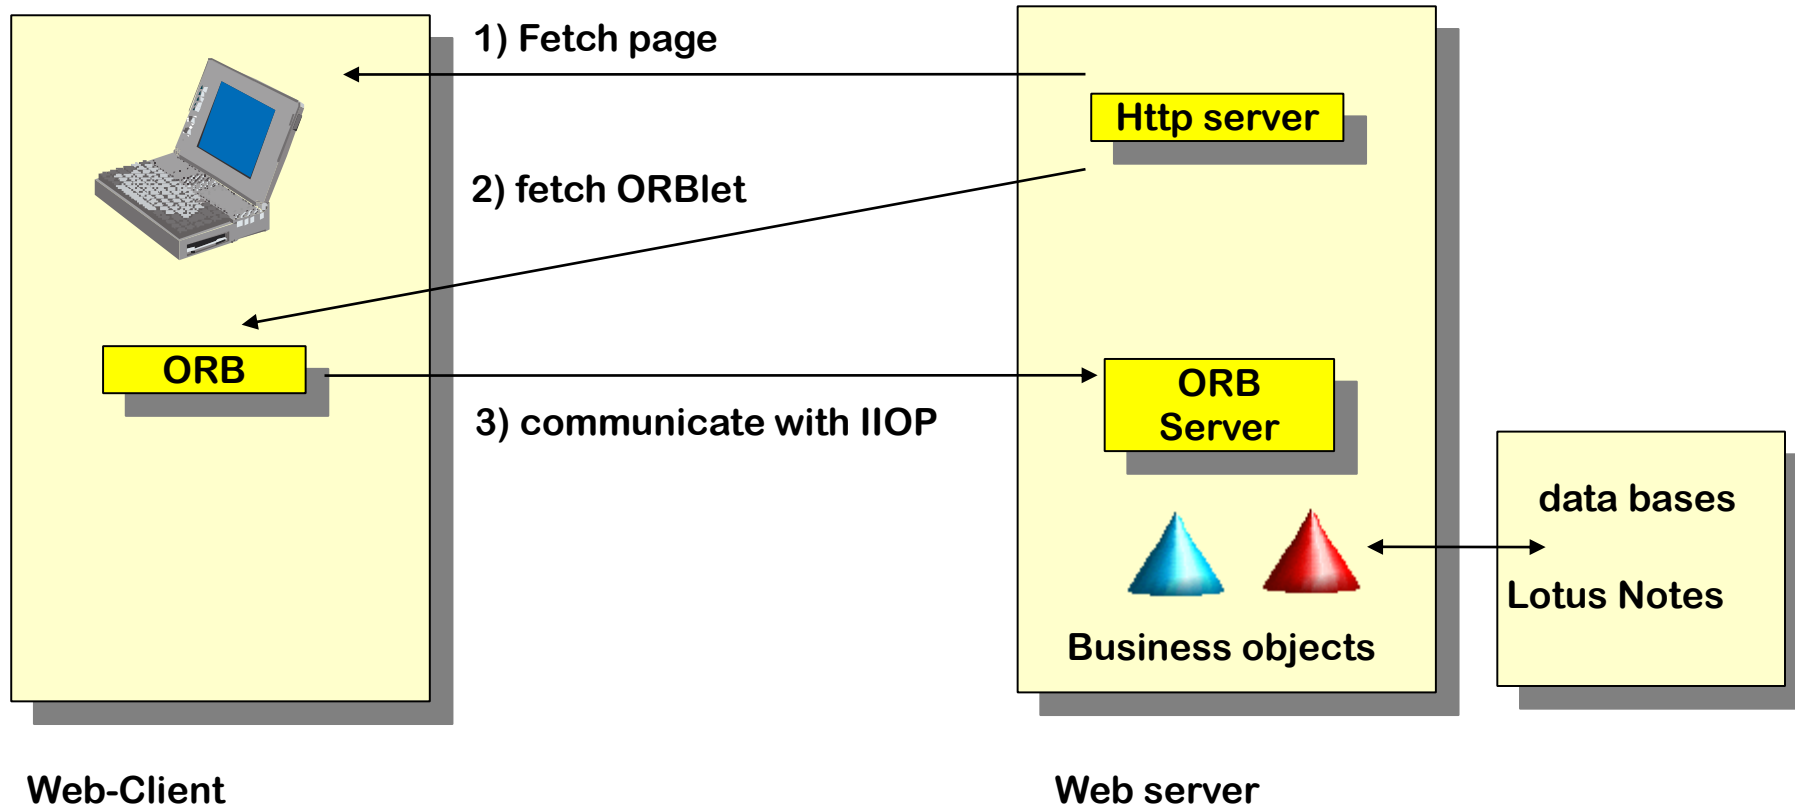 1) Fetch page
Http server
2) fetch ORBlet
ORB
ORB
Server
3) communicate with IIOP
data bases
Lotus Notes
Business objects
Web-Client
Web server